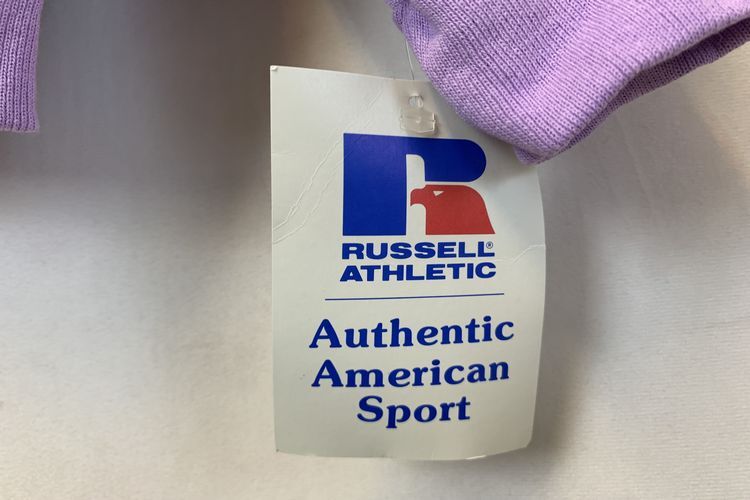 RUSSELL®
ATHLETIC
Authentic
American
Sport